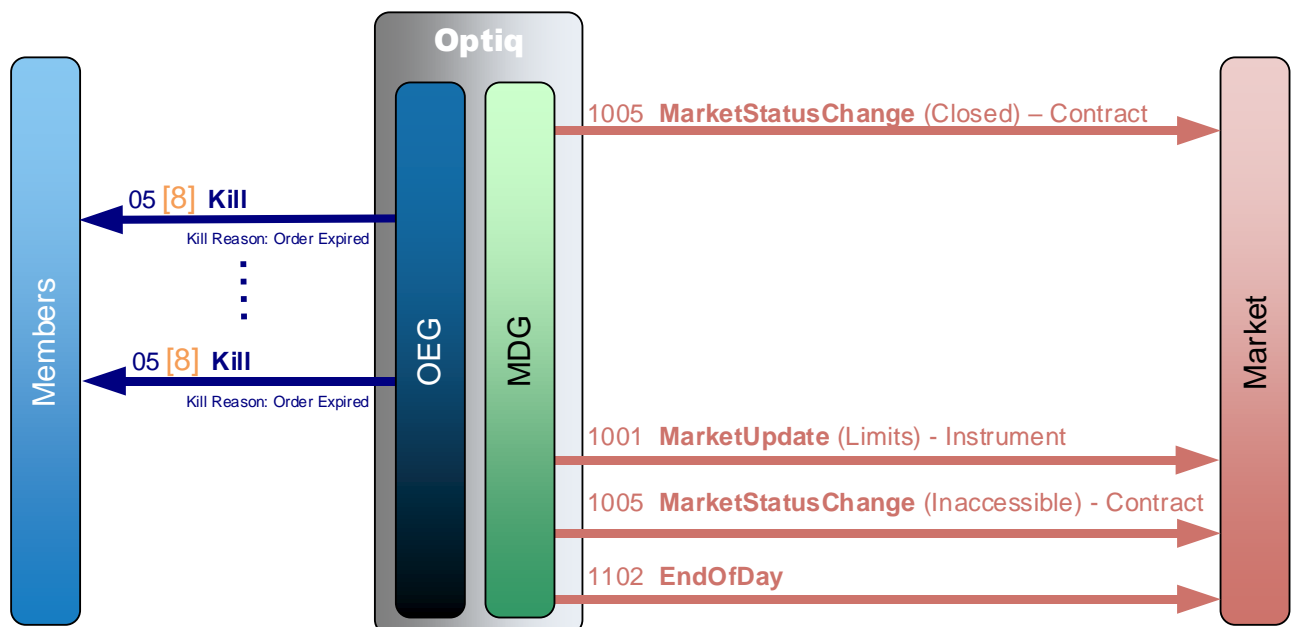 Optiq
1005 MarketStatusChange (Closed) – Contract
05 [8] Kill
Kill Reason: Order Expired
05 [8] Kill
Kill Reason: Order Expired
Members
OEG
MDG
Market
1001 MarketUpdate (Limits) - Instrument
1005 MarketStatusChange (Inaccessible) - Contract
1102 EndOfDay